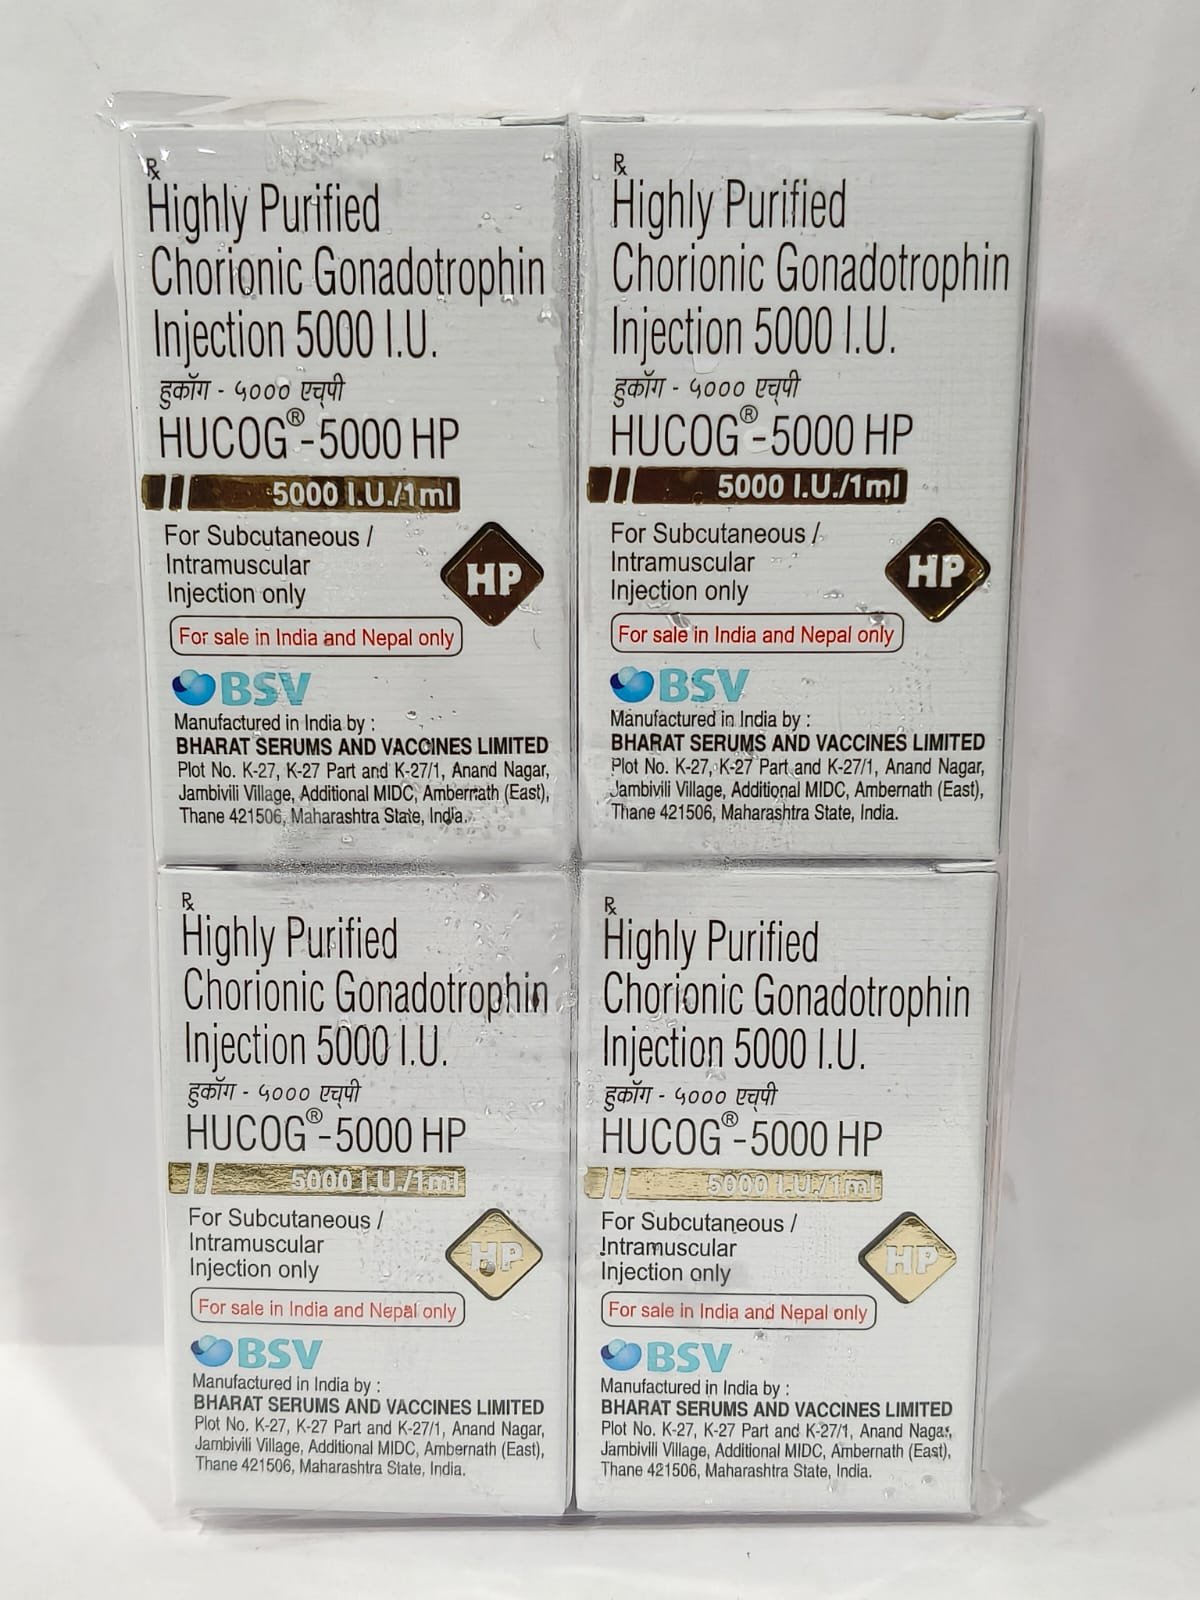 Rx
Highly Purified
Chorionic Gonadotrophin
Injection 5000 I.U.
हुकॉग - ५००० एच्पी
HUCOG®-5000 HP
5000 I.U./1ml
For Subcutaneous /
Intramuscular
Injection only
HP
For sale in India and Nepal only
BSV
Manufactured in India by :
BHARAT SERUMS AND VACCINES LIMITED
Plot No. K-27, K-27 Part and K-27/1, Anand Nagar,
Jambivili Village, Additional MIDC, Ambernath (East),
Thane 421506, Maharashtra State, India.
Rx
Highly Purified
Chorionic Gonadotrophin
Injection 5000 I.U.
हुकॉग - ५००० एच्पी
HUCOG®-5000 HP
5000 I.U./1ml
For Subcutaneous /
Intramuscular
Injection only
HP
For sale in India and Nepal only
BSV
Manufactured in India by :
BHARAT SERUMS AND VACCINES LIMITED
Plot No. K-27, K-27 Part and K-27/1, Anand Nagar,
Jambivili Village, Additional MIDC, Ambernath (East),
Thane 421506, Maharashtra State, India.
Rx
Highly Purified
Chorionic Gonadotrophin
Injection 5000 I.U.
हुकॉग - ५००० एच्पी
HUCOG®-5000 HP
5000 I.U./1ml
For Subcutaneous /
Intramuscular
Injection only
HP
For sale in India and Nepal only
BSV
Manufactured in India by :
BHARAT SERUMS AND VACCINES LIMITED
Plot No. K-27, K-27 Part and K-27/1, Anand Nagar,
Jambivili Village, Additional MIDC, Ambernath (East),
Thane 421506, Maharashtra State, India.
Rx
Highly Purified
Chorionic Gonadotrophin
Injection 5000 I.U.
हुकॉग - ५००० एच्पी
HUCOG®-5000 HP
5000 I.U./1ml
For Subcutaneous /
Intramuscular
Injection only
HP
For sale in India and Nepal only
BSV
Manufactured in India by :
BHARAT SERUMS AND VACCINES LIMITED
Plot No. K-27, K-27 Part and K-27/1, Anand Nagar,
Jambivili Village, Additional MIDC, Ambernath (East),
Thane 421506, Maharashtra State, India.